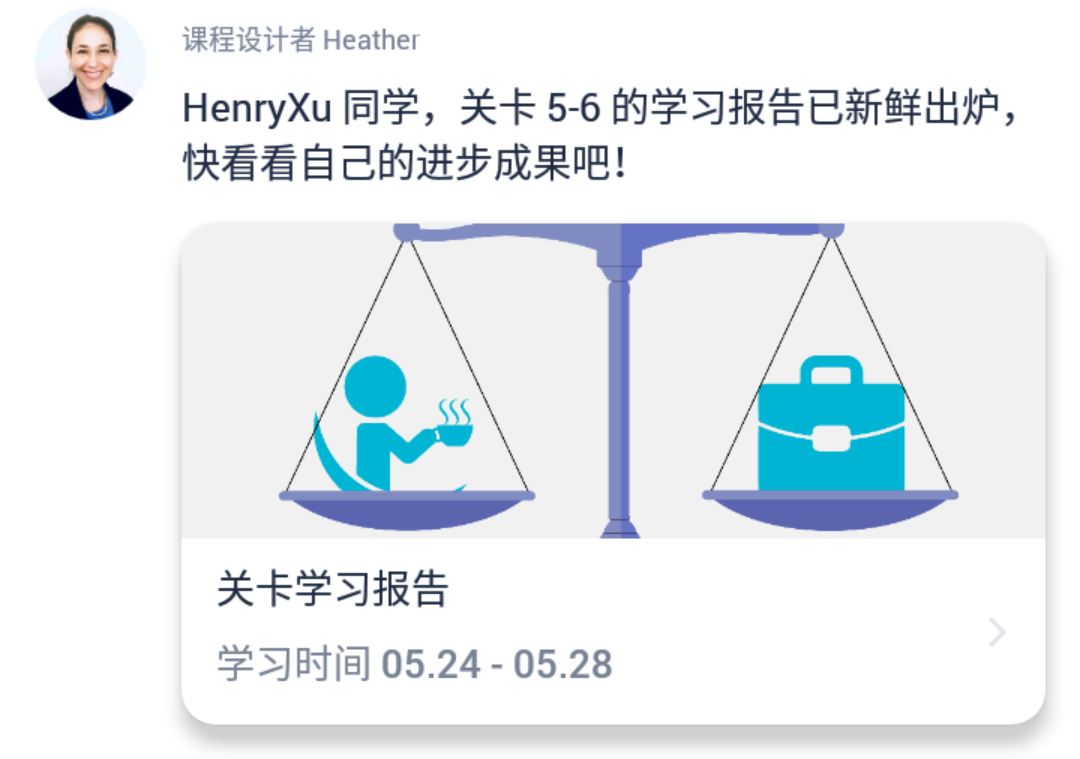 课程设计者 Heather
HenryXu 同学，关卡 5-6 的学习报告已新鲜出炉，
快看看自己的进步成果吧！
关卡学习报告
学习时间 05.24 - 05.28